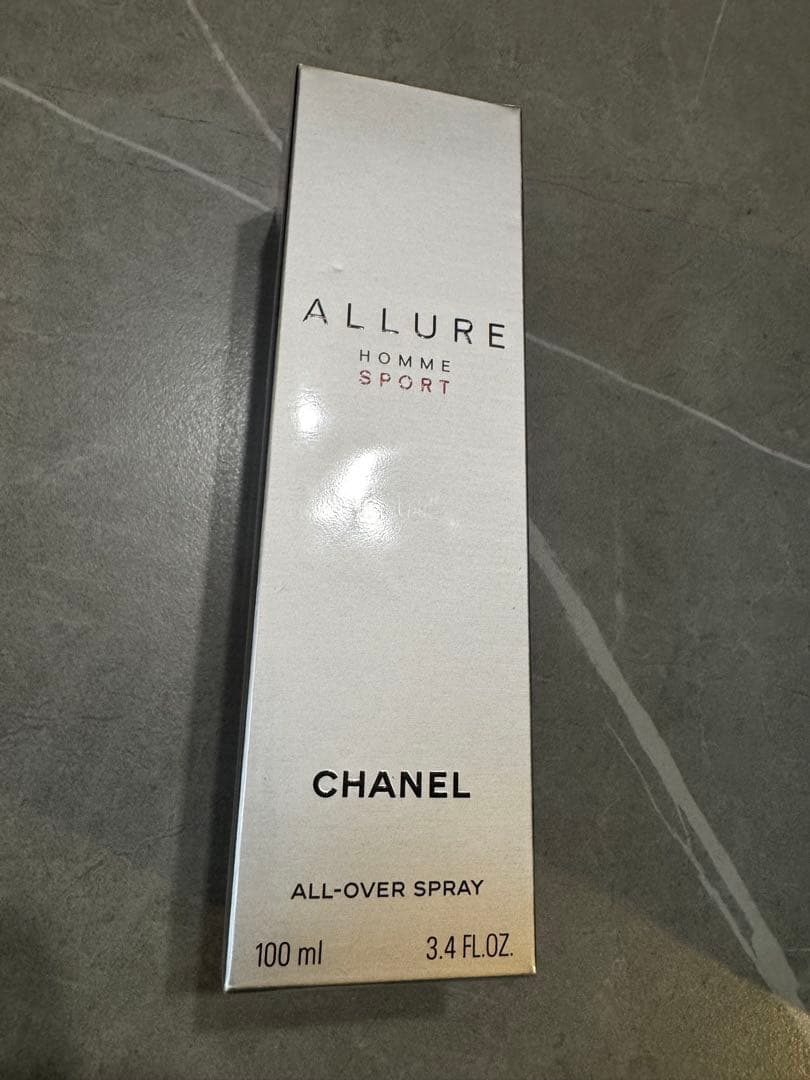 ALLURE
HOMME
SPORT
CHANEL
ALL-OVER SPRAY
100 ml 3.4 FL.OZ.